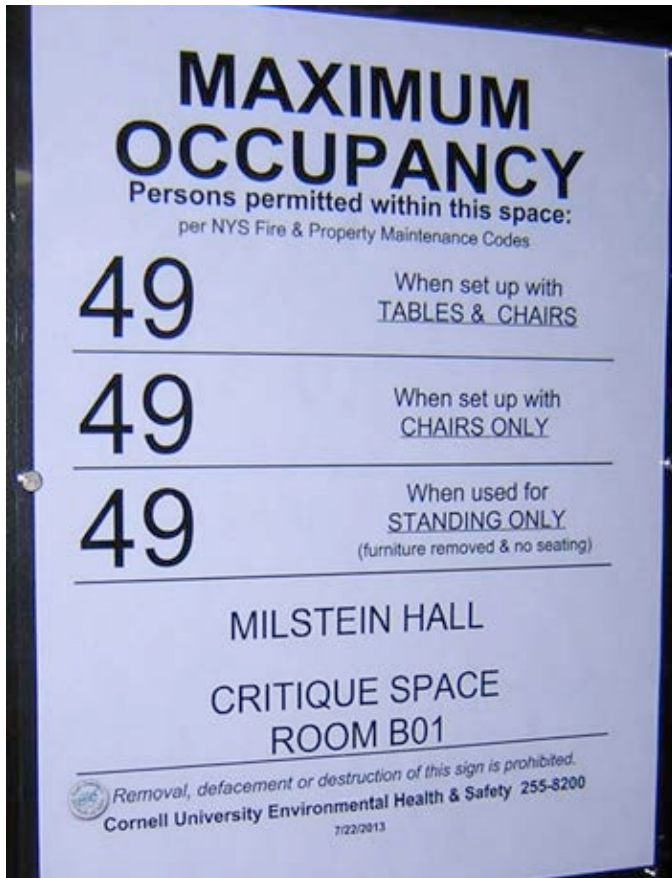 MAXIMUM
OCCUPANCY
Persons permitted within this space:
per NYS Fire & Property Maintenance Codes
49 When set up with
TABLES & CHAIRS
49 When set up with
CHAIRS ONLY
49 When used for
STANDING ONLY
(furniture removed & no seating)
MILSTEIN HALL
CRITIQUE SPACE
ROOM B01
Removal, defacement or destruction of this sign is prohibited.
Cornell University Environmental Health & Safety 255-8200
7/22/2013